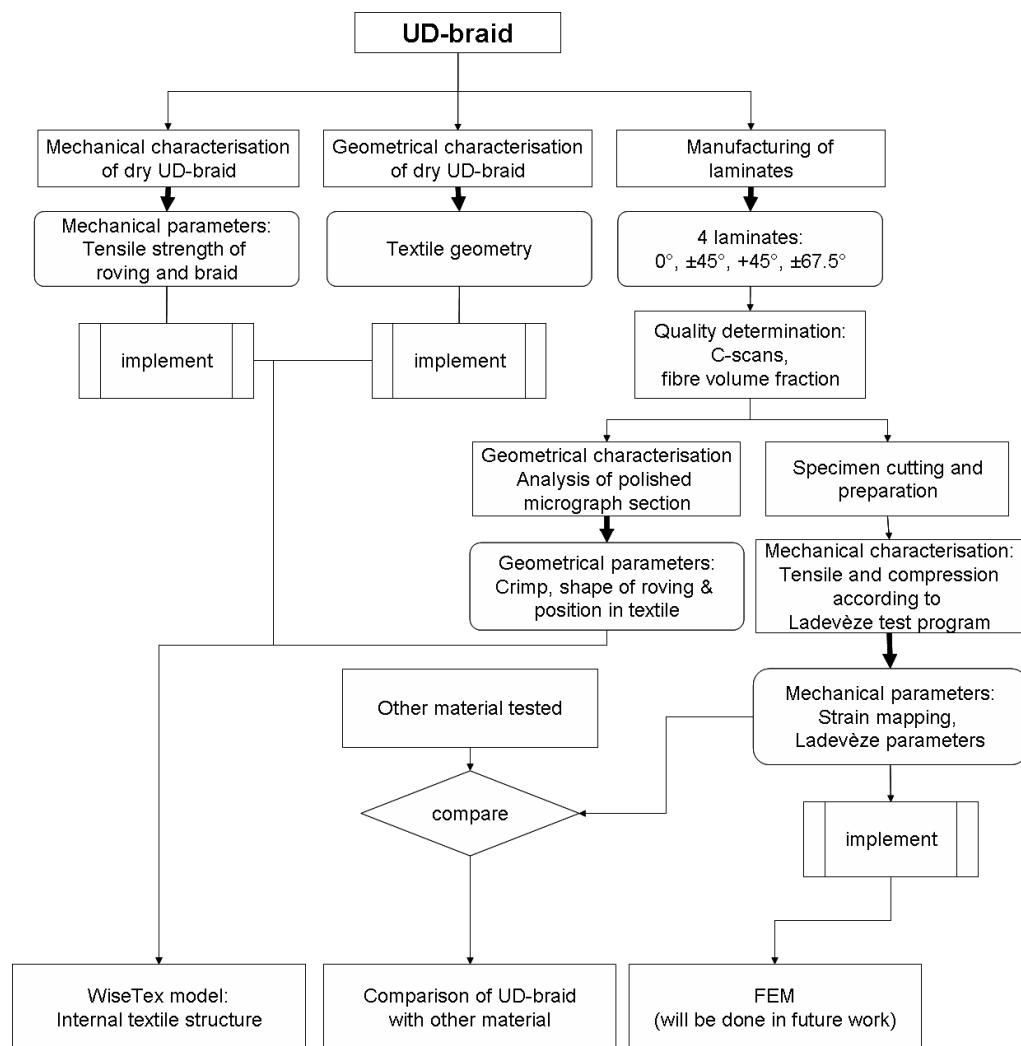 UD-braid
Mechanical characterisation
of dry UD-braid
Geometrical characterisation
of dry UD-braid
Manufacturing of
laminates
Mechanical parameters:
Tensile strength of
roving and braid
Textile geometry
4 laminates:
0°, ±45°, +45°, ±67.5°
implement
implement
Quality determination:
C-scans,
fibre volume fraction
Geometrical characterisation
Analysis of polished
micrograph section
Specimen cutting and
preparation
Geometrical parameters:
Crimp, shape of roving &
position in textile
Mechanical characterisation:
Tensile and compression
according to
Ladevèze test program
Other material tested
Mechanical parameters:
Strain mapping,
Ladevèze parameters
compare
implement
WiseTex model:
Internal textile structure
Comparison of UD-braid
with other material
FEM
(will be done in future work)